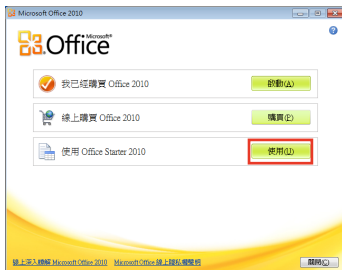 Microsoft Office 2010
Microsoft®
Office
我已經購買 Office 2010
啟動(A)
線上購買 Office 2010
購買(P)
使用 Office Starter 2010
使用(U)
線上深入瞭解 Microsoft Office 2010 Microsoft Office 線上隱私權聲明
關閉(C)